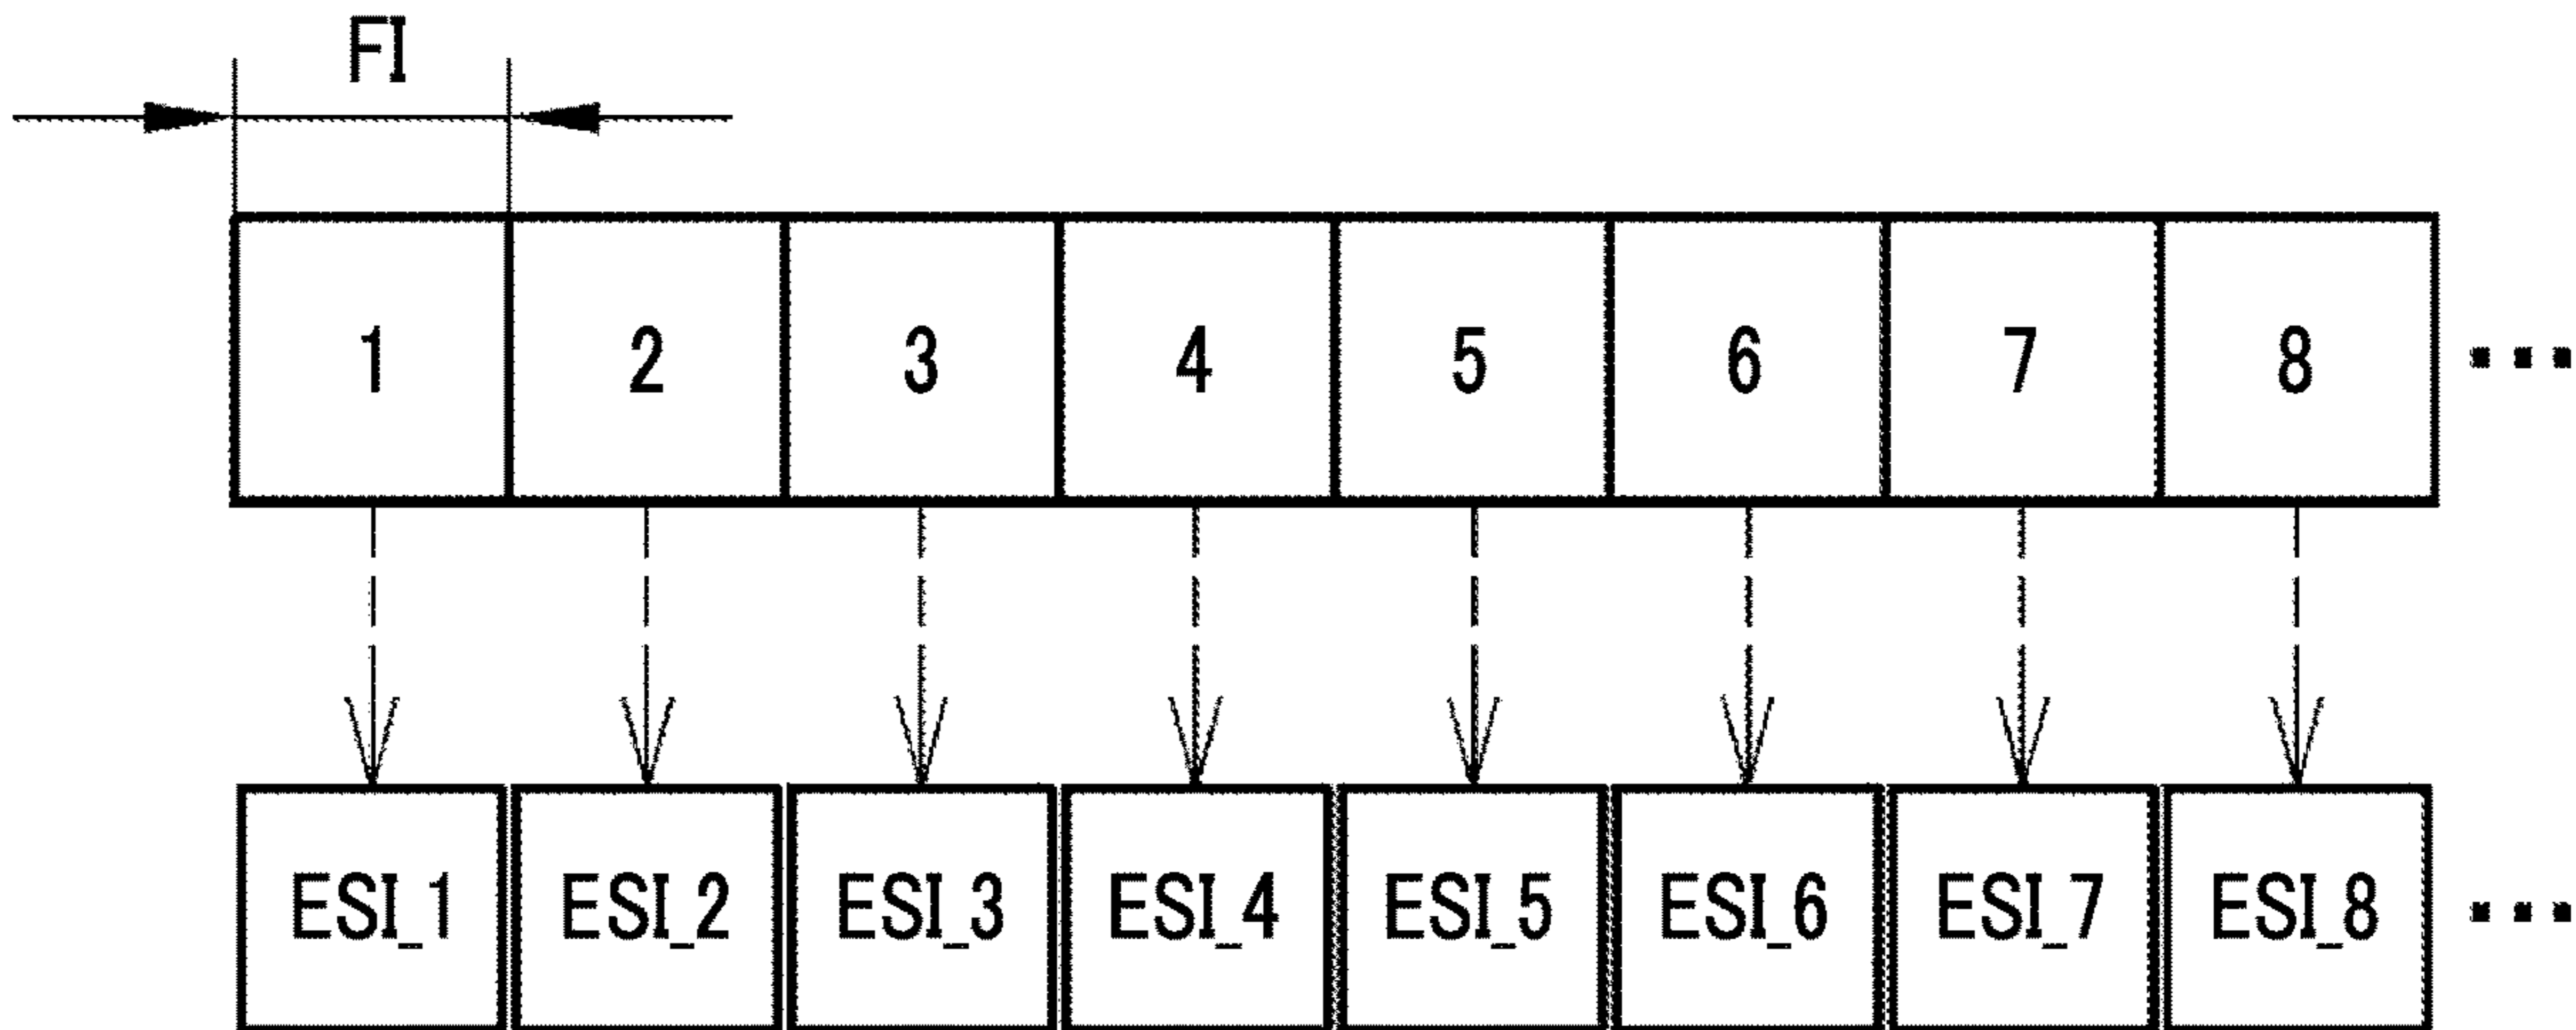 FI
1 2 3 4 5 6 7 8 ...
ESI_1 ESI_2 ESI_3 ESI_4 ESI_5 ESI_6 ESI_7 ESI_8 ...